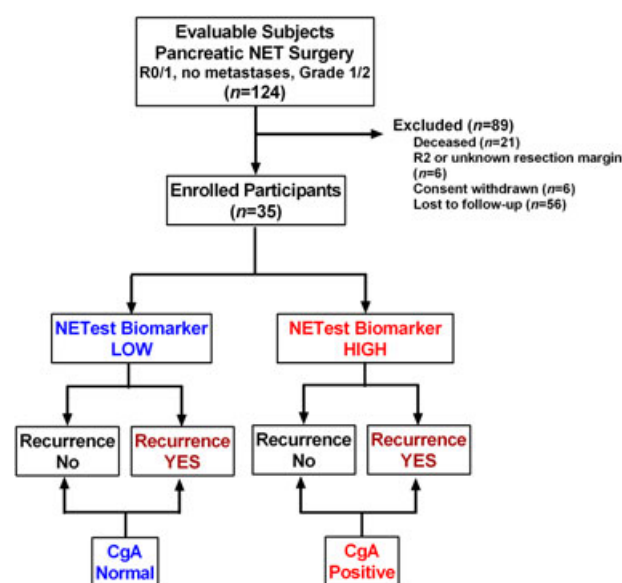 Evaluable Subjects
Pancreatic NET Surgery
R0/1, no metastases, Grade 1/2
(n=124)
Excluded (n=89)
Deceased (n=21)
R2 or unknown resection margin
(n=6)
Consent withdrawn (n=6)
Lost to follow-up (n=56)
Enrolled Participants
(n=35)
NETest Biomarker
LOW
NETest Biomarker
HIGH
Recurrence
No
Recurrence
YES
Recurrence
No
Recurrence
YES
CgA
Normal
CgA
Positive